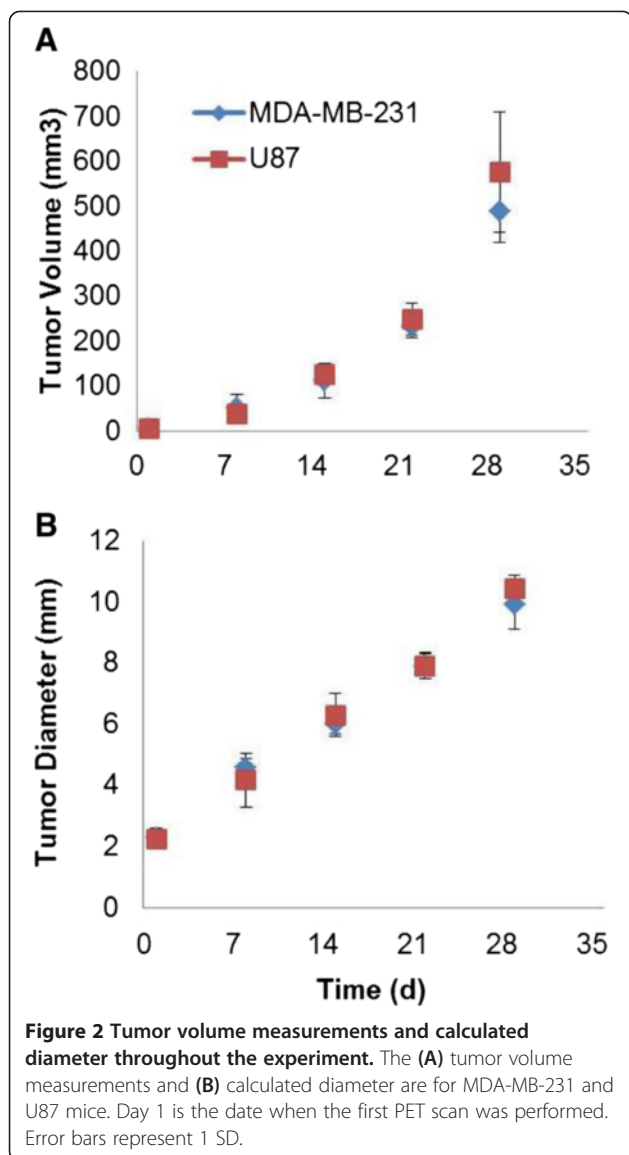 A
800
700
600
500
400
300
200
100
0
Tumor Volume (mm3)
MDA-MB-231
U87
0 7 14 21 28 35
B
12
10
8
6
4
2
0
Tumor Diameter (mm)
0 7 14 21 28 35
Time (d)
Figure 2 Tumor volume measurements and calculated
diameter throughout the experiment. The (A) tumor volume
measurements and (B) calculated diameter are for MDA-MB-231 and
U87 mice. Day 1 is the date when the first PET scan was performed.
Error bars represent 1 SD.